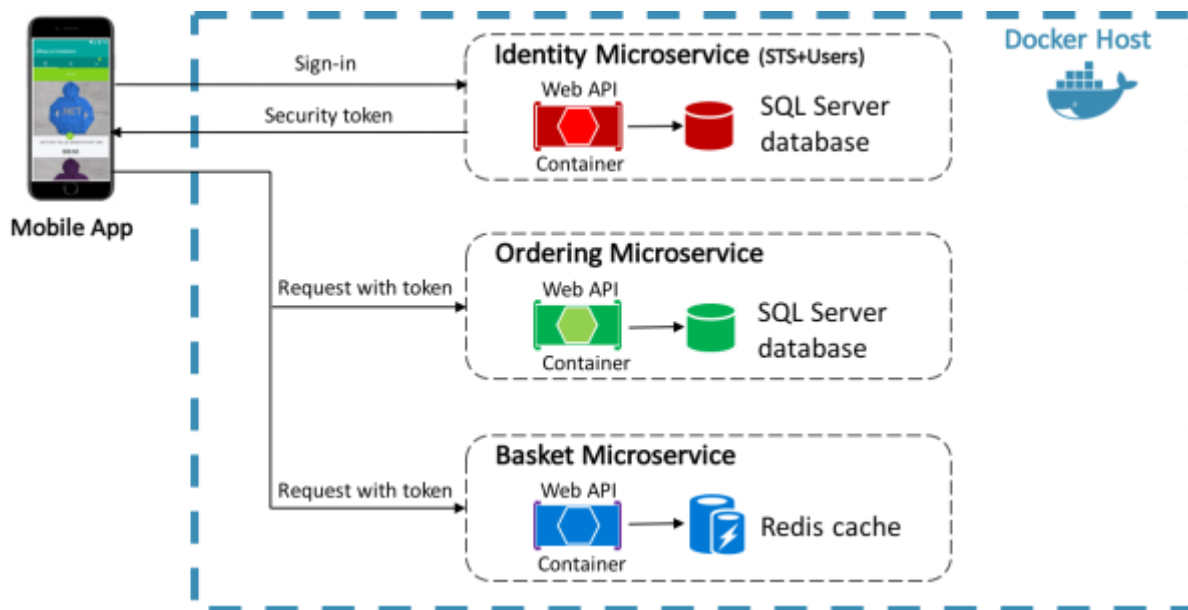 Docker Host
Identity Microservice (STS+Users)
Sign-in
Web API
SQL Server
database
Security token
Container
Mobile App
Ordering Microservice
Web API
Request with token
SQL Server
database
Container
Basket Microservice
Web API
Request with token
Redis cache
Container